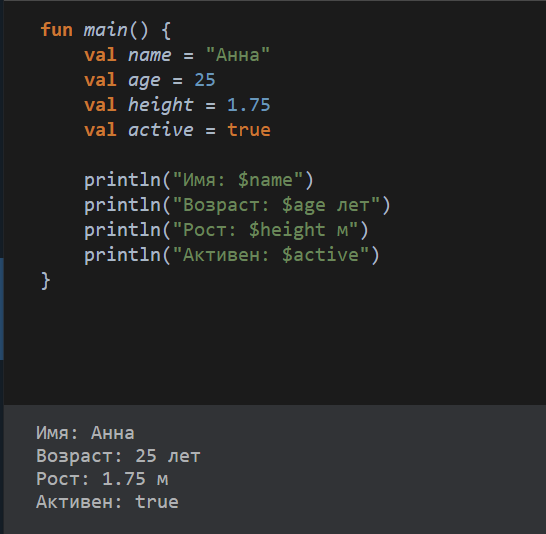 fun main() {
    val name = "Анна"
    val age = 25
    val height = 1.75
    val active = true
    println("Имя: $name")
    println("Возраст: $age лет")
    println("Рост: $height м")
    println("Активен: $active")
}
Имя: Анна
Возраст: 25 лет
Рост: 1.75 м
Активен: true